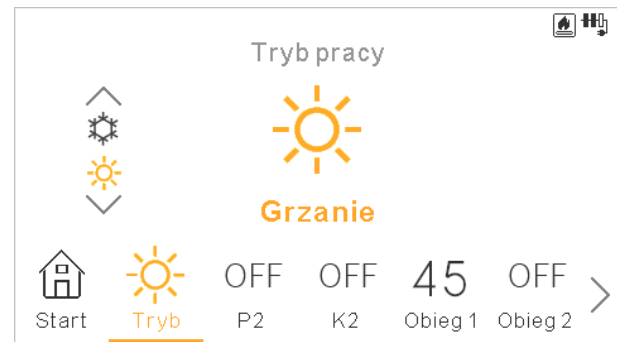 Tryb pracy
Grzanie
OFF OFF 45 OFF
Start Tryb P2 K2 Obieg 1 Obieg 2